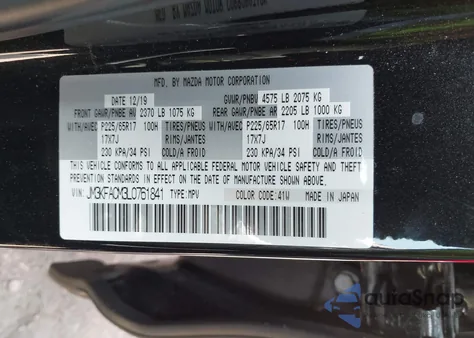 MFD. BY MAZDA MOTOR CORPORATION
DATE 12/19 GVWR/PNBV 4575 LB 2075 KG
FRONT GAWR/PNBE AV 2370 LB 1075 KG REAR GAWR/PNBE AR 2205 LB 1000 KG
WITH/AVEC P225/65R17 100H TIRES/PNEUS WITH/AVEC P225/65R17 100H TIRES/PNEUS
17X7J RIMS/JANTES 17X7J RIMS/JANTES
230 KPA/34 PSI COLD/A FROID 230 KPA/34 PSI COLD/A FROID
THIS VEHICLE CONFORMS TO ALL APPLICABLE FEDERAL MOTOR VEHICLE SAFETY AND
THEFT PREVENTION STANDARDS IN EFFECT ON THE DATE OF MANUFACTURE SHOWN ABOVE.
VIN: JM3KFACM3L0761841 TYPE: MPV COLOR CODE: 41W MADE IN JAPAN
autoSnap